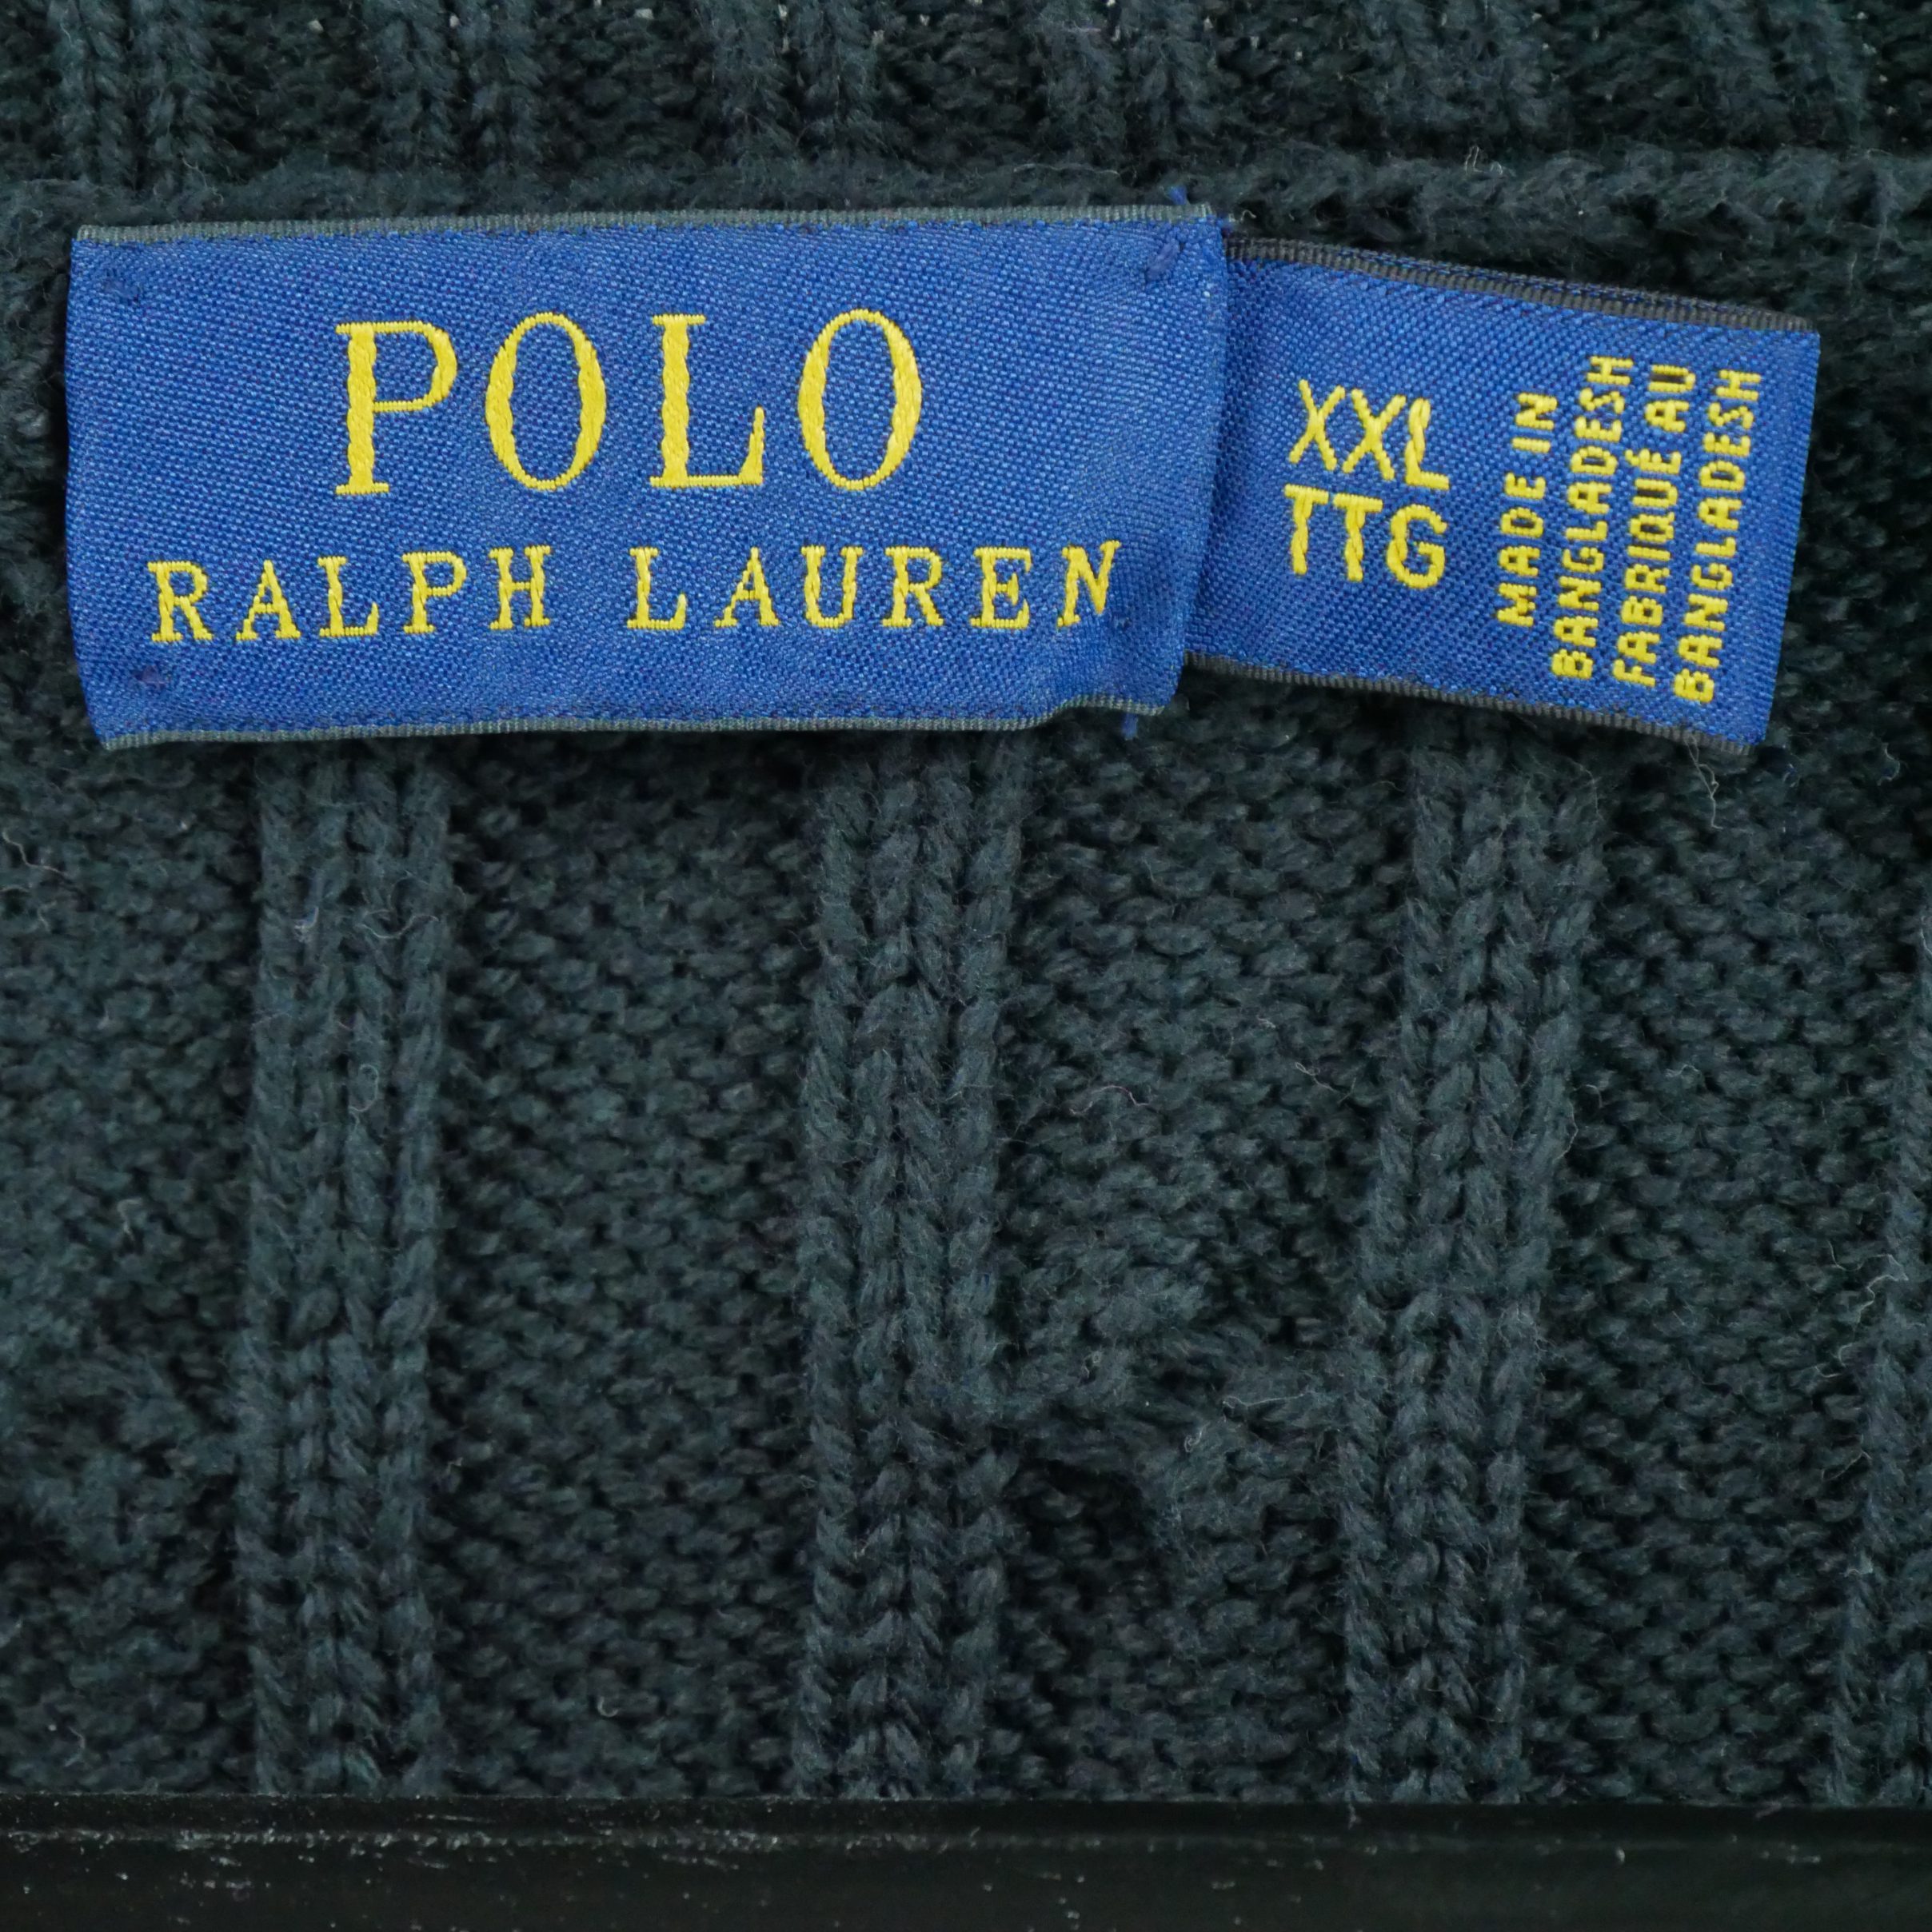 POLO
RALPH LAUREN
XXL
TTG
MADE IN
BANGLADESH
FABRIQUÉ AU
BANGLADESH